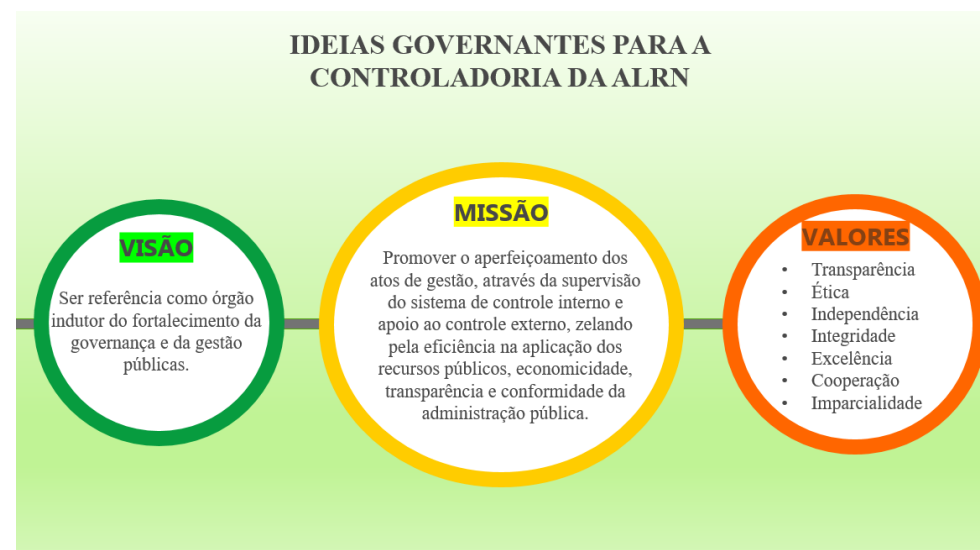 IDEIAS GOVERNANTES PARA A
CONTROLADORIA DA ALRN
VISÃO
Ser referência como órgão
indutor do fortalecimento da
governança e da gestão
públicas.
MISSÃO
Promover o aperfeiçoamento dos
atos de gestão, através da supervisão
do sistema de controle interno e
apoio ao controle externo, zelando
pela eficiência na aplicação dos
recursos públicos, economicidade,
transparência e conformidade da
administração pública.
VALORES
• Transparência
• Ética
• Independência
• Integridade
• Excelência
• Cooperação
• Imparcialidade